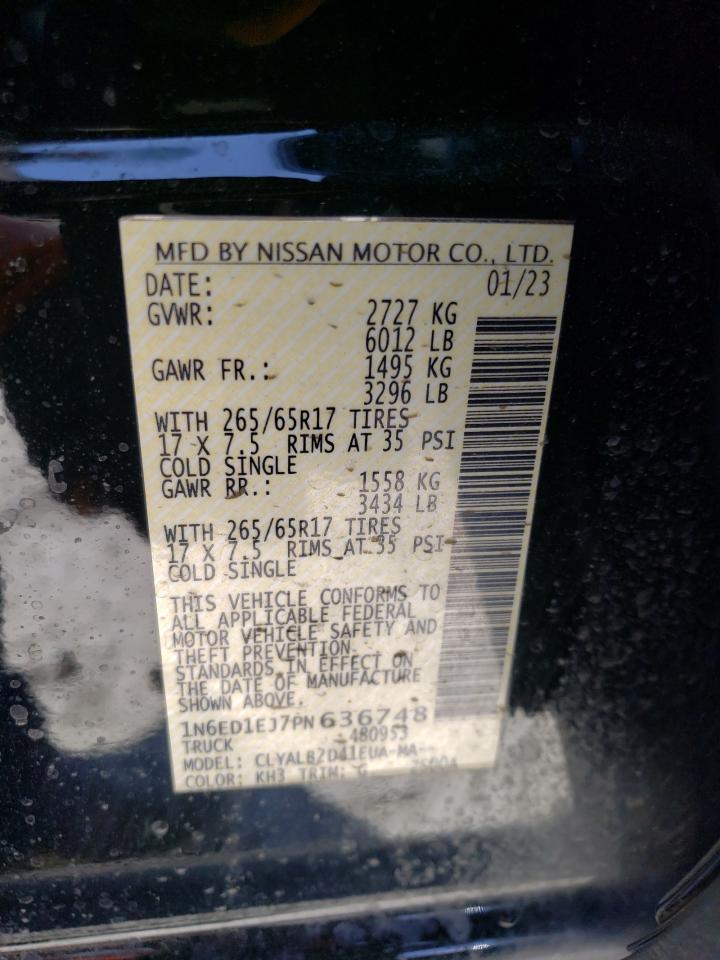 MFD BY NISSAN MOTOR CO., LTD.
DATE: 01/23
GVWR: 2727 KG
6012 LB
GAWR FR.: 1495 KG
3296 LB
WITH 265/65R17 TIRES
17 X 7.5 RIMS AT 35 PSI
COLD SINGLE
GAWR RR.: 1558 KG
3434 LB
WITH 265/65R17 TIRES
17 X 7.5 RIMS AT 35 PSI
COLD SINGLE
THIS VEHICLE CONFORMS TO
ALL APPLICABLE FEDERAL
MOTOR VEHICLE SAFETY AND
THEFT PREVENTION
STANDARDS IN EFFECT ON
THE DATE OF MANUFACTURE
SHOWN ABOVE.
1N6ED1EJ7PN636748
TRUCK 480953
MODEL:
COLOR: KH3 TRIM: G